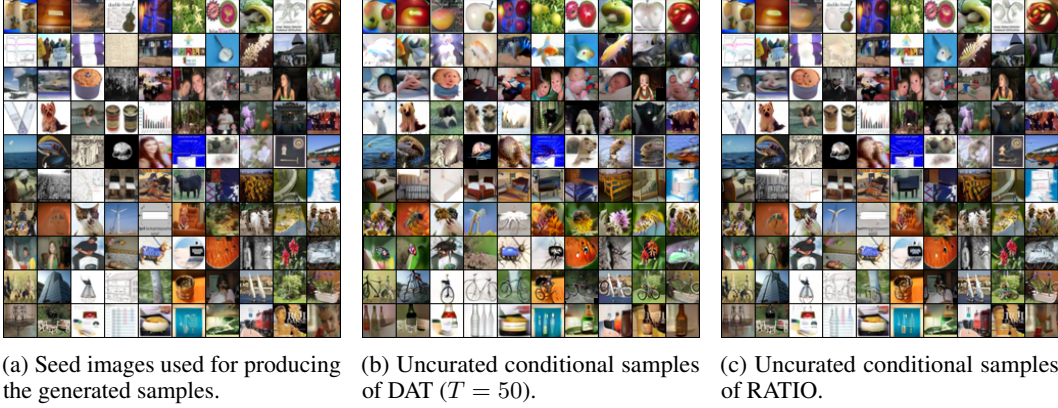 (a) Seed images used for producing
the generated samples.
(b) Uncurated conditional samples
of DAT (T = 50).
(c) Uncurated conditional samples
of RATIO.